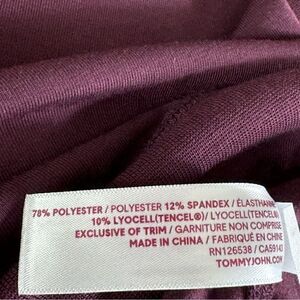 78% POLYESTER / POLYESTER 12% SPANDEX / ÉLASTHANNE
10% LYOCELL(TENCEL®)/ LYOCELL(TENCEL®)
EXCLUSIVE OF TRIM / GARNITURE NON COMPRISE
MADE IN CHINA / FABRIQUÉ EN CHINE
RN126538 / CA59147
TOMMYJOHN.COM